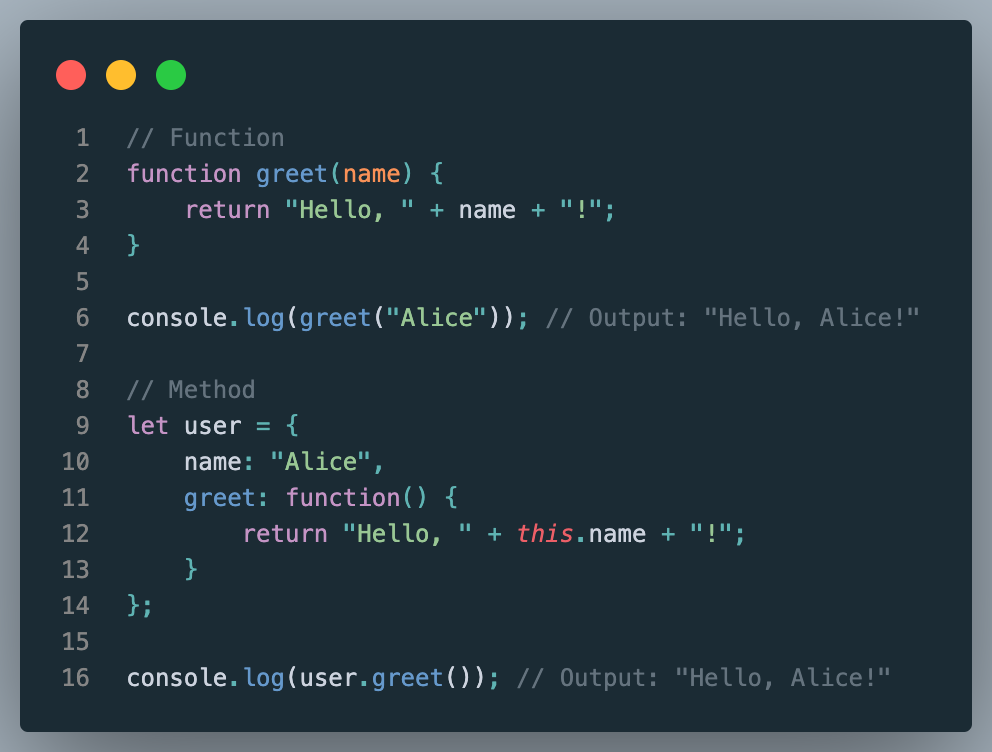 1 // Function
2 function greet(name) {
3     return "Hello, " + name + "!";
4 }
5
6 console.log(greet("Alice")); // Output: "Hello, Alice!"
7
8 // Method
9 let user = {
10     name: "Alice",
11     greet: function() {
12         return "Hello, " + this.name + "!";
13     }
14 };
15
16 console.log(user.greet()); // Output: "Hello, Alice!"